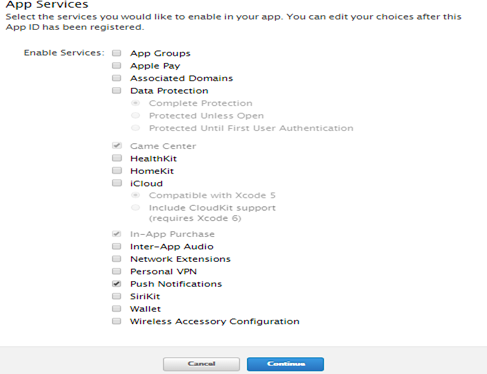 App Services
Select the services you would like to enable in your app. You can edit your choices after this
App ID has been registered.
Enable Services:
App Groups
Apple Pay
Associated Domains
Data Protection
Complete Protection
Protected Unless Open
Protected Until First User Authentication
Game Center
HealthKit
HomeKit
iCloud
Compatible with Xcode 5
Include CloudKit support
(requires Xcode 6)
In-App Purchase
Inter-App Audio
Network Extensions
Personal VPN
Push Notifications
SiriKit
Wallet
Wireless Accessory Configuration
Cancel
Continue